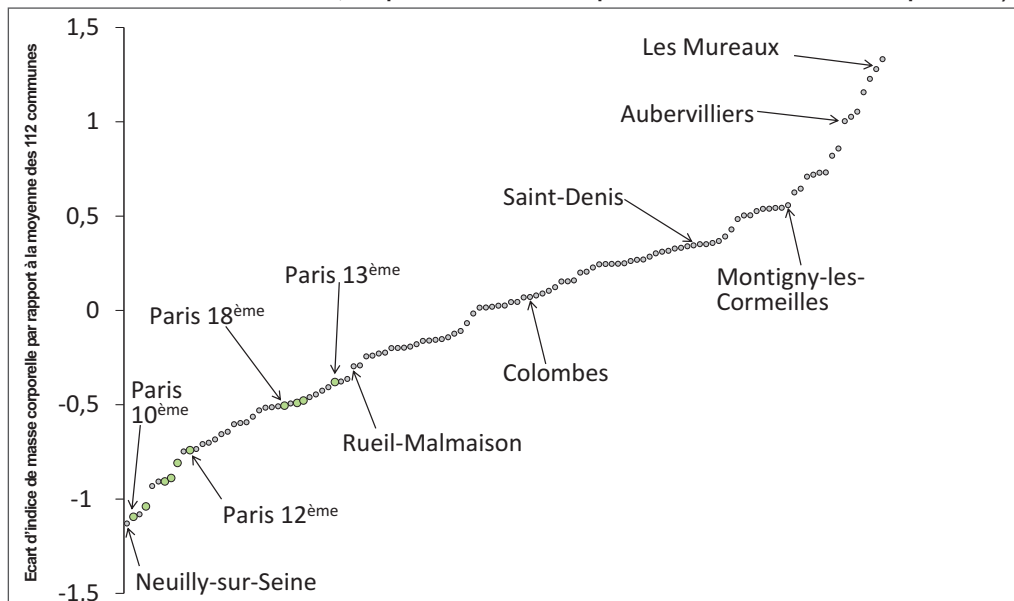 Ecart d'indice de masse corporelle par rapport à la moyenne des 112 communes
1,5
1
0,5
0
-0,5
-1
-1,5
Les Mureaux
Aubervilliers
Saint-Denis
Montigny-les-
Cormeilles
Paris 13ème
Paris 18ème
Colombes
Paris
10ème
Rueil-Malmaison
Paris 12ème
Neuilly-sur-Seine